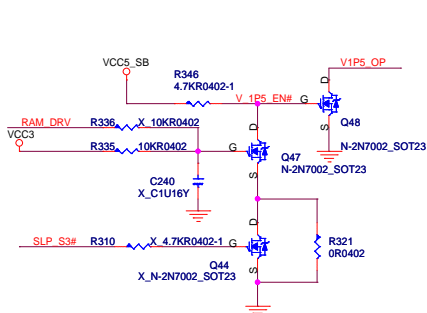 V1P5_OP
VCC5_SB
R346
4.7KR0402-1
V_1P5_EN#
G
D
S
Q48
N-2N7002_SOT23
RAM_DRV
R336
X_10KR0402
VCC3
R335
10KR0402
G
D
S
Q47
N-2N7002_SOT23
C240
X_C1U16Y
SLP_S3#
R310
X_4.7KR0402-1
G
D
S
Q44
X_N-2N7002_SOT23
R321
0R0402